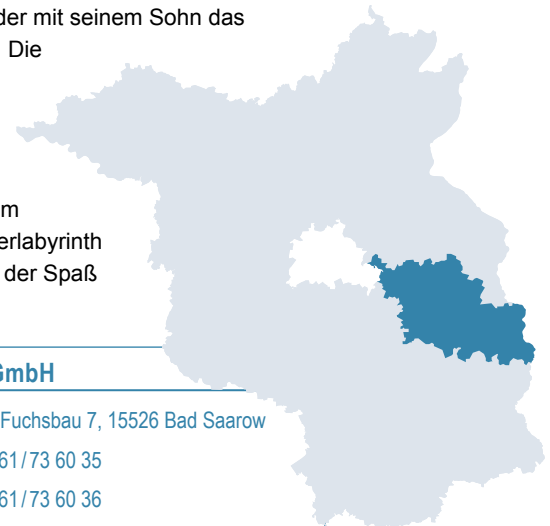 der mit seinem Sohn das
Die
m
erlabyrinth
der Spaß
GmbH
Fuchsbau 7, 15526 Bad Saarow
61/73 60 35
61/73 60 36